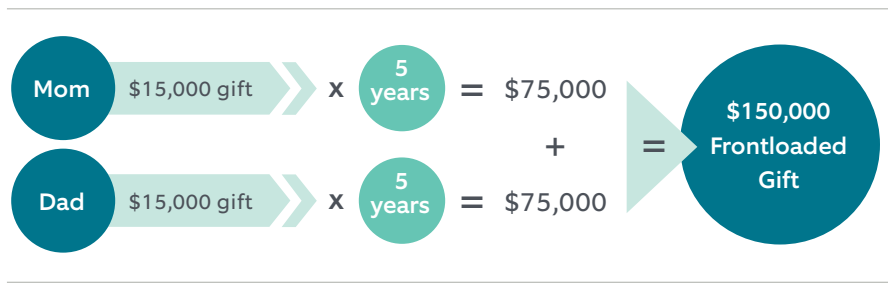 Mom $15,000 gift x 5 years = $75,000
+
= $150,000 Frontloaded Gift
Dad $15,000 gift x 5 years = $75,000